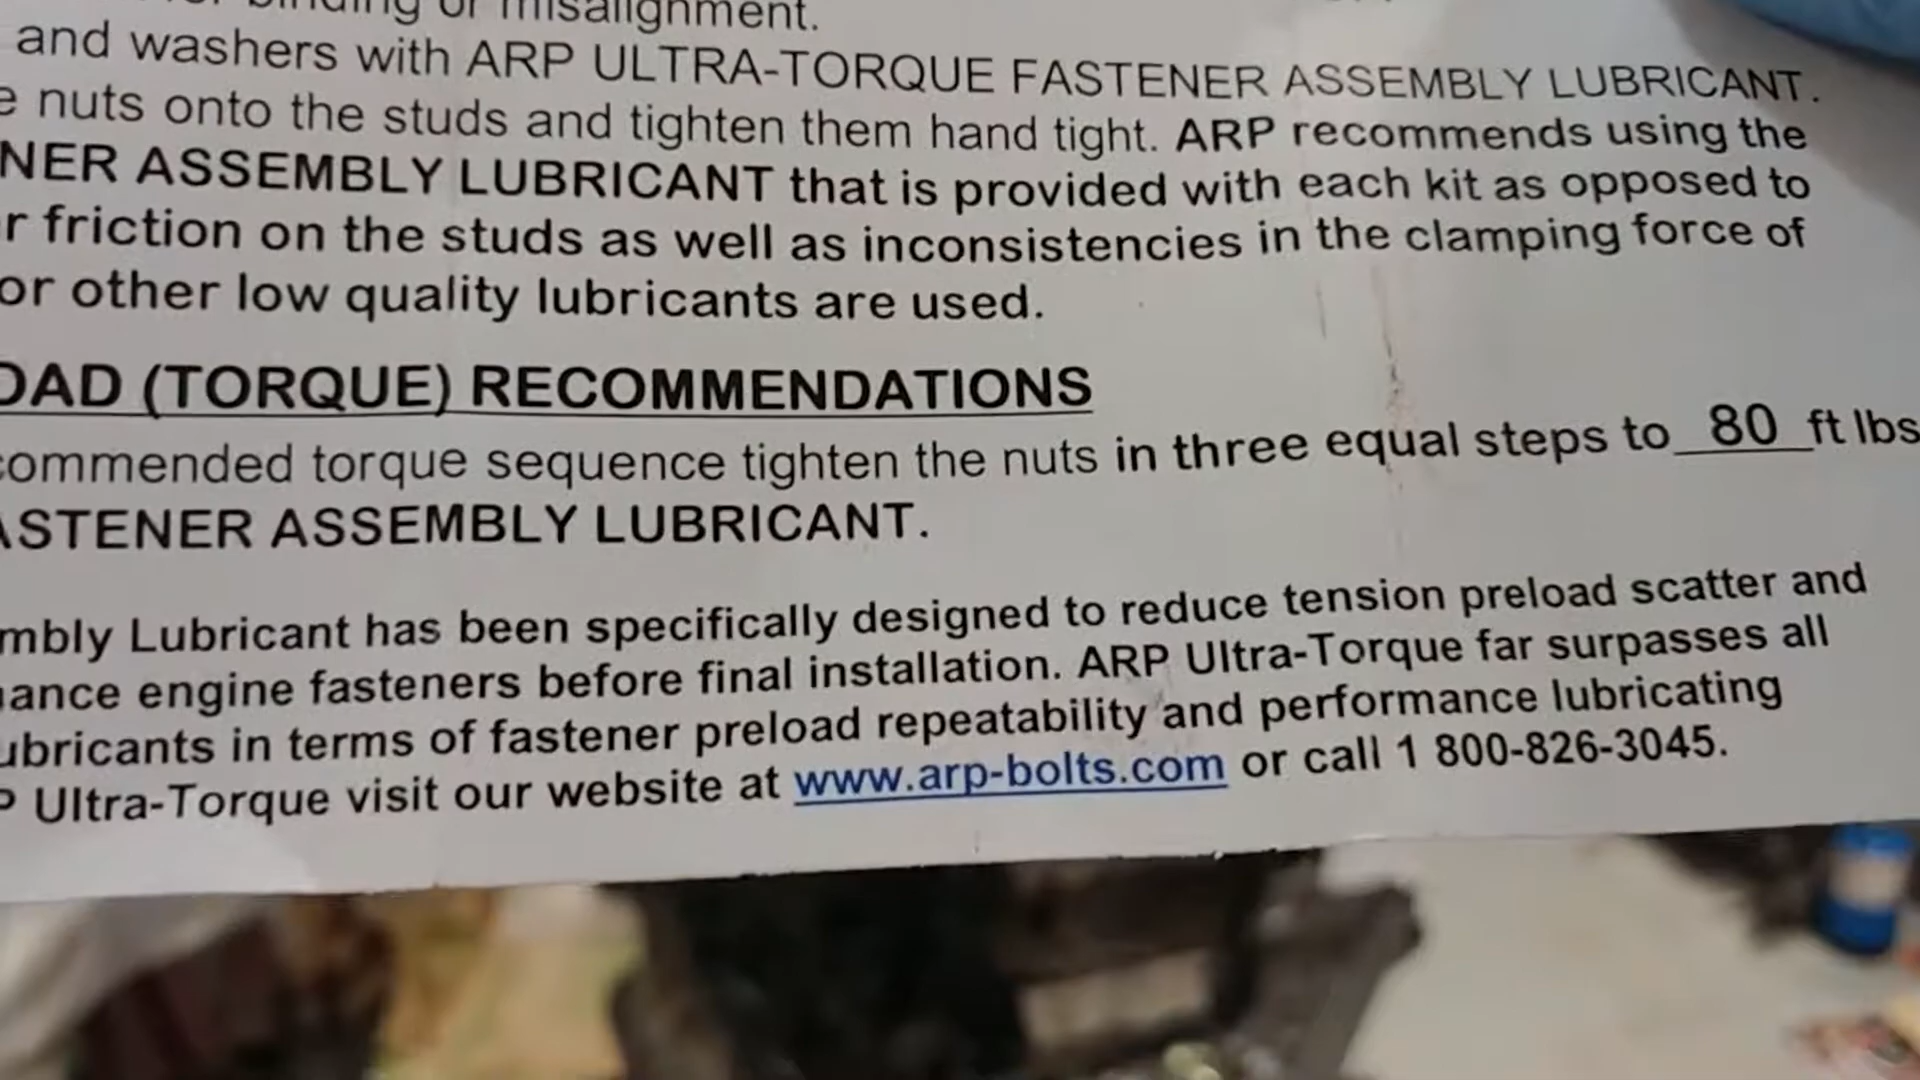 binding or misalignment.
and washers with ARP ULTRA-TORQUE FASTENER ASSEMBLY LUBRICANT.
e nuts onto the studs and tighten them hand tight. ARP recommends using the
NER ASSEMBLY LUBRICANT that is provided with each kit as opposed to
r friction on the studs as well as inconsistencies in the clamping force of
or other low quality lubricants are used.
OAD (TORQUE) RECOMMENDATIONS
commended torque sequence tighten the nuts in three equal steps to 80 ft lbs
ASTENER ASSEMBLY LUBRICANT.
mbly Lubricant has been specifically designed to reduce tension preload scatter and
ance engine fasteners before final installation. ARP Ultra-Torque far surpasses all
ubricants in terms of fastener preload repeatability and performance lubricating
P Ultra-Torque visit our website at www.arp-bolts.com or call 1 800-826-3045.